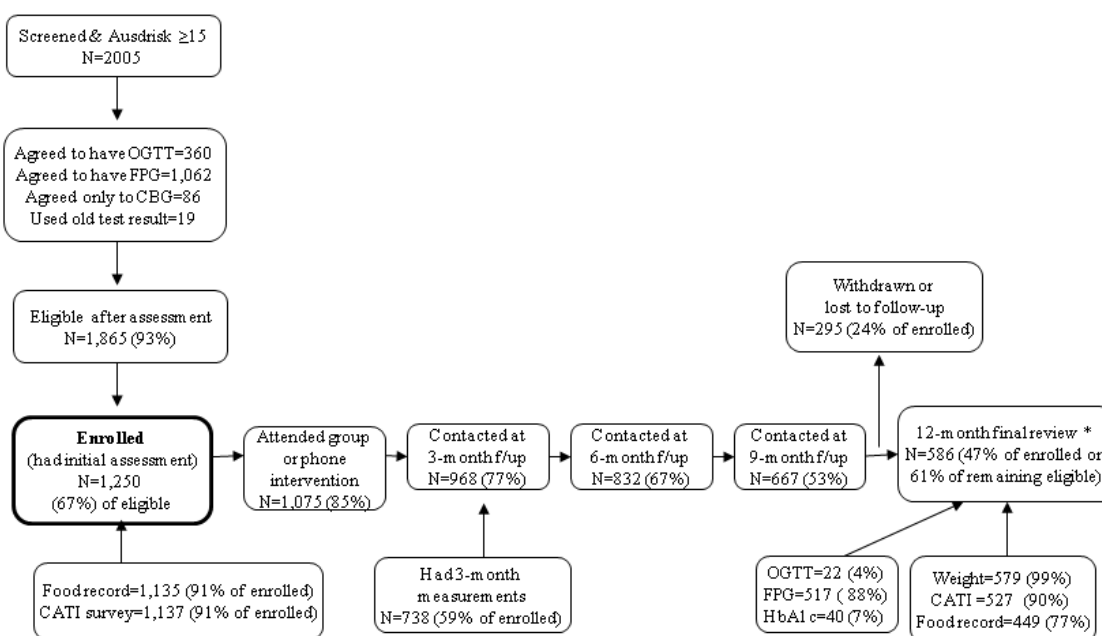 Screened & Ausdrisk ≥15
N=2005
Agreed to have OGTT=360
Agreed to have FPG=1,062
Agreed only to CBG=86
Used old test result=19
Eligible after assessment
N=1,865 (93%)
Withdrawn or
lost to follow-up
N=295 (24% of enrolled)
Enrolled
(had initial assessment)
N=1,250
(67%) of eligible
Attended group
or phone
intervention
N=1,075 (85%)
Contacted at
3-month f/up
N=968 (77%)
Contacted at
6-month f/up
N=832 (67%)
Contacted at
9-month f/up
N=667 (53%)
12-month final review *
N=586 (47% of enrolled or
61% of remaining eligible)
Food record=1,135 (91% of enrolled)
CATI survey=1,137 (91% of enrolled)
Had 3-month
measurements
N=738 (59% of enrolled)
OGTT=22 (4%)
FPG=517 ( 88%)
HbA1c=40 (7%)
Weight=579 (99%)
CATI =527 (90%)
Food record=449 (77%)